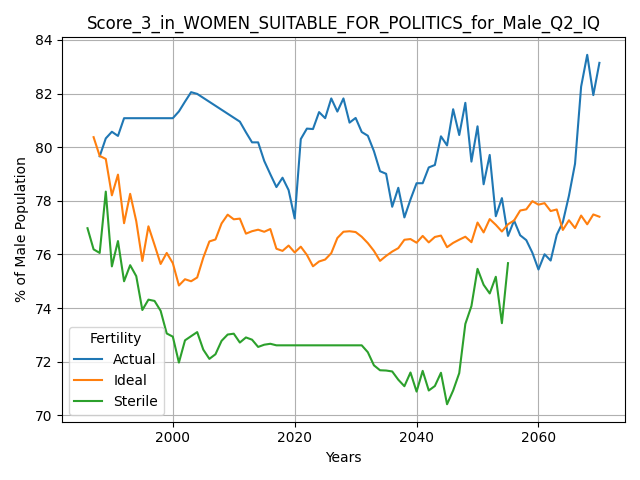 Score_3_in_WOMEN_SUITABLE_FOR_POLITICS_for_Male_Q2_IQ
84
82
80
78
76
74
72
70
% of Male Population
Fertility
Actual
Ideal
Sterile
2000 2020 2040 2060
Years